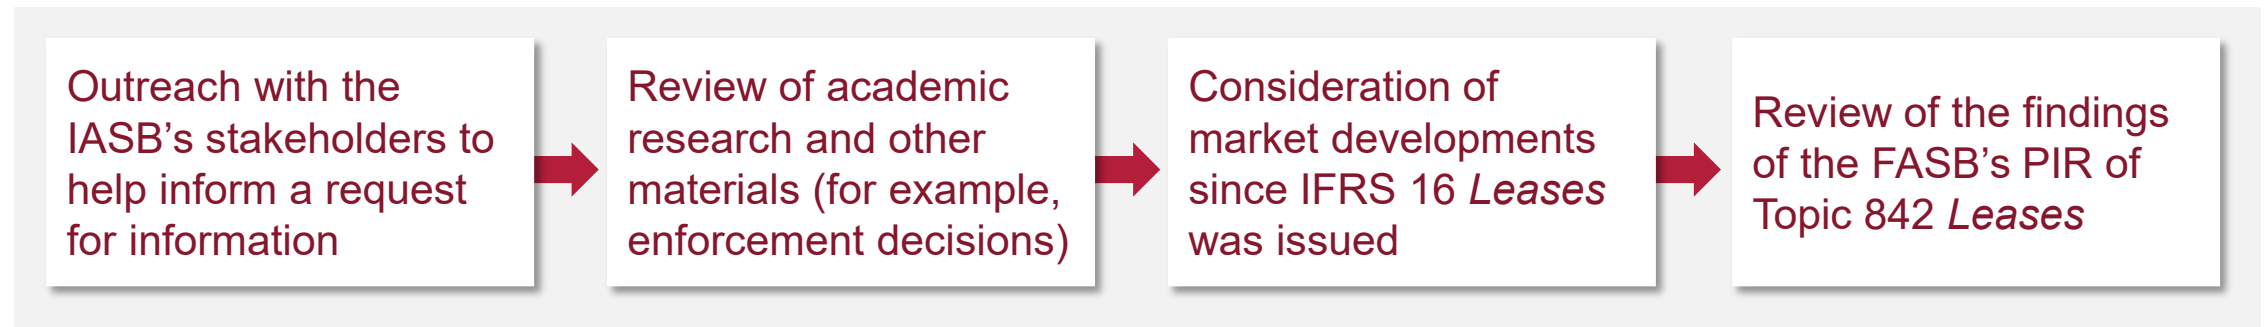 Outreach with the
IASB’s stakeholders to
help inform a request
for information
Review of academic
research and other
materials (for example,
enforcement decisions)
Consideration of
market developments
since IFRS 16 Leases
was issued
Review of the findings
of the FASB’s PIR of
Topic 842 Leases